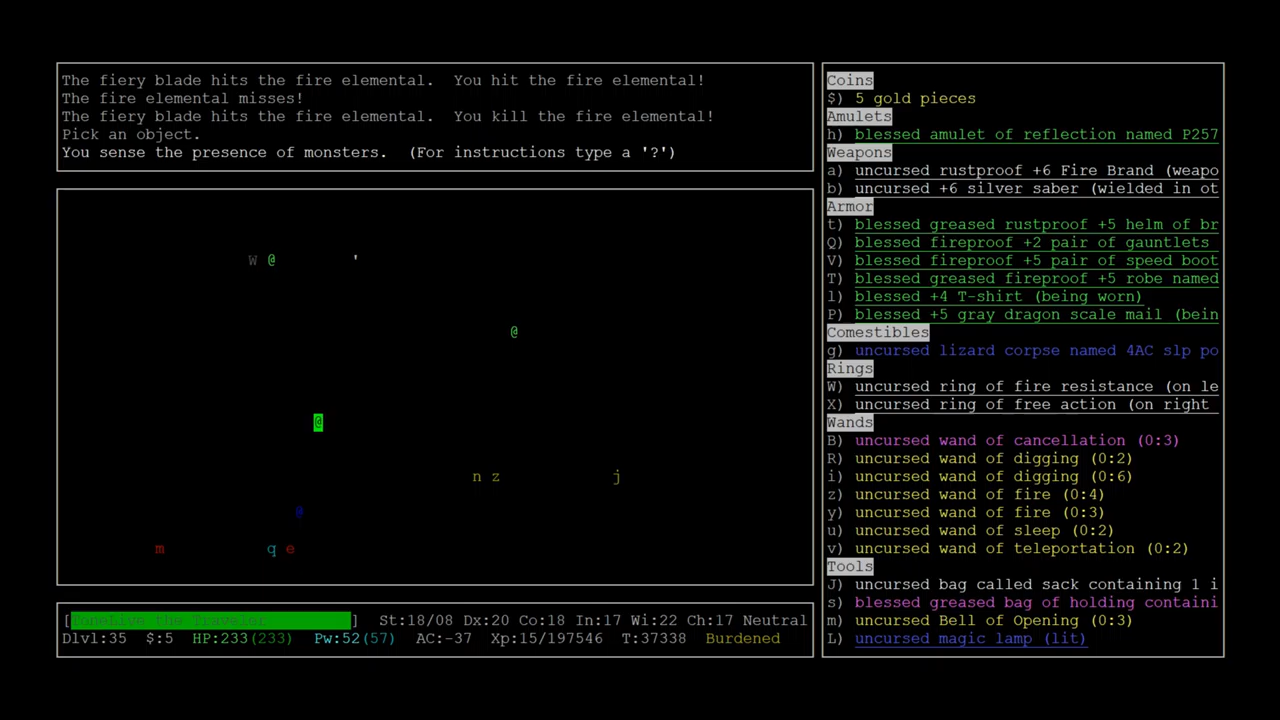 The fiery blade hits the fire elemental.  You hit the fire elemental!
The fire elemental misses!
The fiery blade hits the fire elemental.  You kill the fire elemental!
Pick an object.
You sense the presence of monsters.  (For instructions type a '?')
W @ '
@
@
n z j
@
m q e
[ToneLive the Traveler ] St:18/08 Dx:20 Co:18 In:17 Wi:22 Ch:17 Neutral
Dlvl:35 $:5 HP:233(233) Pw:52(57) AC:-37 Xp:15/197546 T:37338 Burdened
Coins
$) 5 gold pieces
Amulets
h) blessed amulet of reflection named P257
Weapons
a) uncursed rustproof +6 Fire Brand (weapo
b) uncursed +6 silver saber (wielded in ot
Armor
t) blessed greased rustproof +5 helm of br
Q) blessed fireproof +2 pair of gauntlets
V) blessed fireproof +5 pair of speed boot
T) blessed greased fireproof +5 robe named
l) blessed +4 T-shirt (being worn)
P) blessed +5 gray dragon scale mail (bein
Comestibles
g) uncursed lizard corpse named 4AC slp po
Rings
W) uncursed ring of fire resistance (on le
X) uncursed ring of free action (on right
Wands
B) uncursed wand of cancellation (0:3)
R) uncursed wand of digging (0:2)
i) uncursed wand of digging (0:6)
z) uncursed wand of fire (0:4)
y) uncursed wand of fire (0:3)
u) uncursed wand of sleep (0:2)
v) uncursed wand of teleportation (0:2)
Tools
J) uncursed bag called sack containing 1 i
s) blessed greased bag of holding containi
m) uncursed Bell of Opening (0:3)
L) uncursed magic lamp (lit)